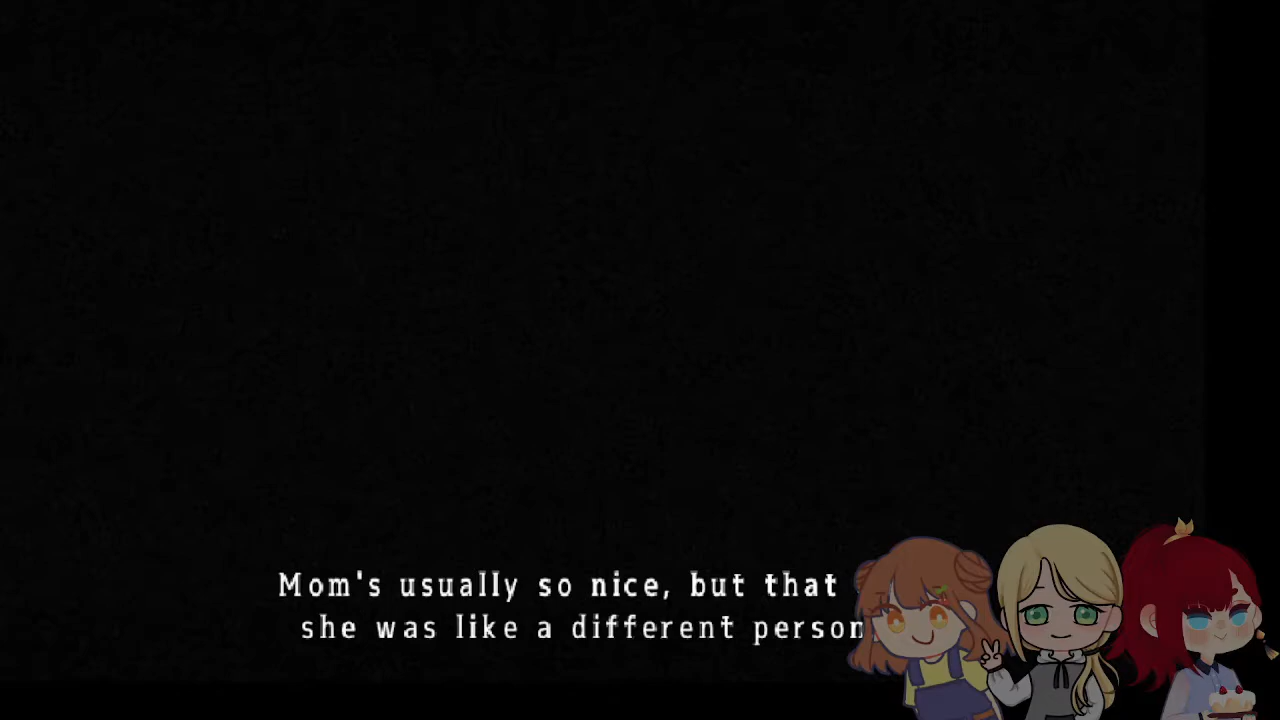 Mom's usually so nice, but that
she was like a different person